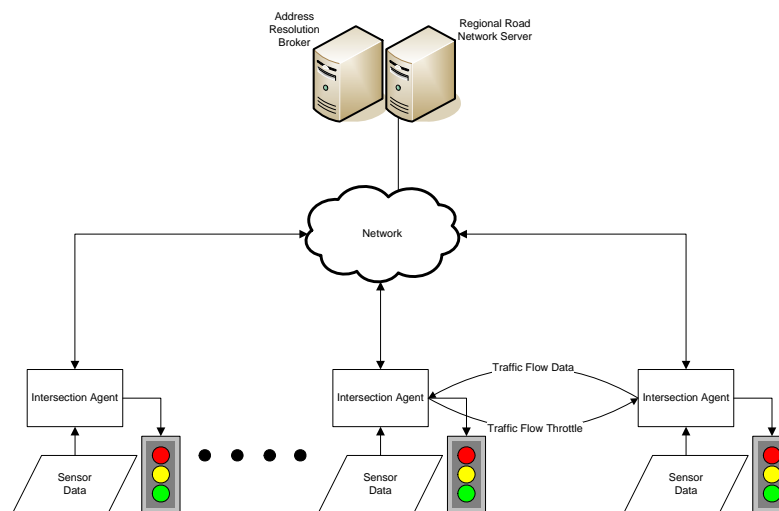 Address
Resolution
Broker
Regional Road
Network Server
Network
Intersection Agent
Intersection Agent
Intersection Agent
Traffic Flow Data
Traffic Flow Throttle
Sensor
Data
Sensor
Data
Sensor
Data